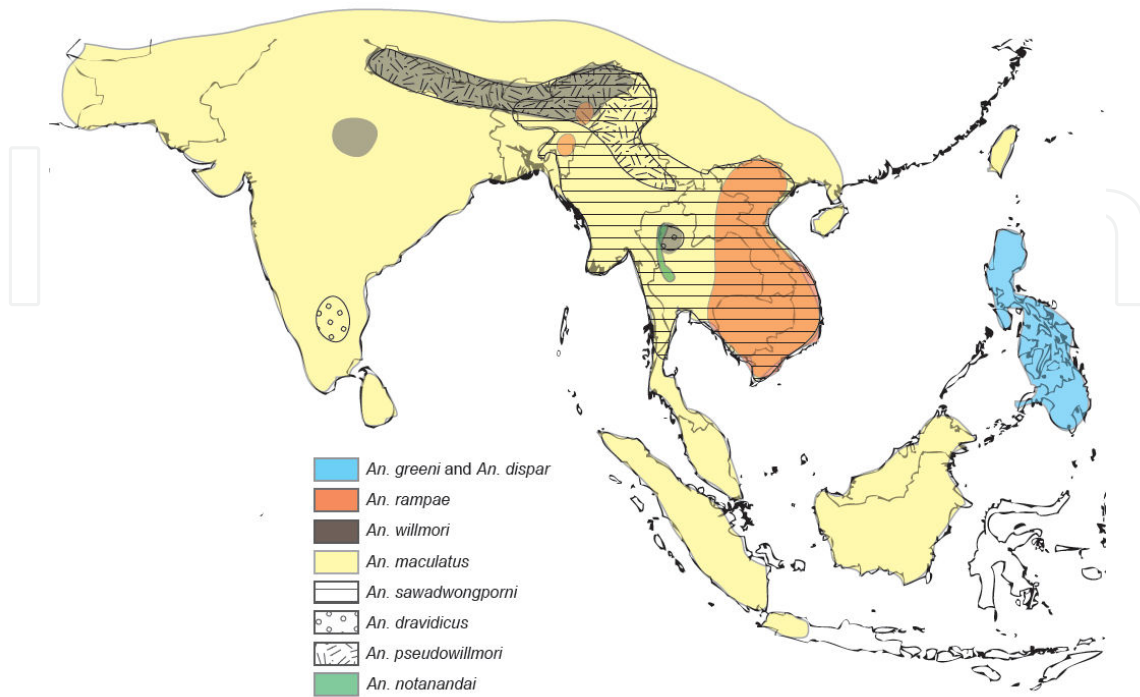 An. greeni and An. dispar
An. rampae
An. willmori
An. maculatus
An. sawadwongporni
An. dravidicus
An. pseudowillmori
An. notanandai